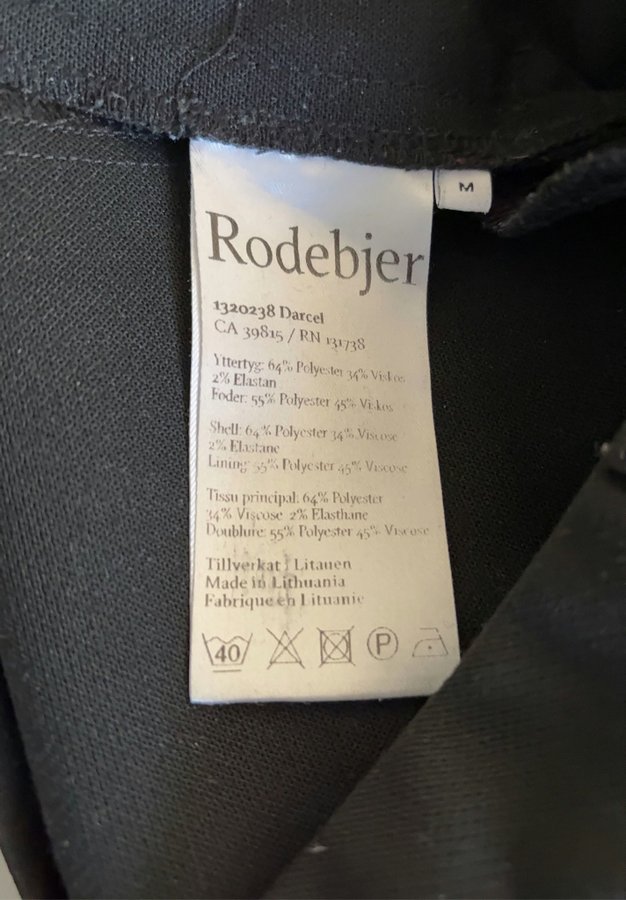 M
Rodebjer
1320238 Darcel
CA 39815 / RN 131738
Yttertyg: 64% Polyester 34% Viskos
2% Elastan
Foder: 55% Polyester 45% Viskos
Shell: 64% Polyester 34% Viscose
2% Elastane
Lining: 55% Polyester 45% Viscose
Tissu principal: 64% Polyester
34% Viscose 2% Elasthane
Doublure: 55% Polyester 45% Viscose
Tillverkat i Litauen
Made in Lithuania
Fabrique en Lituanie
40 P